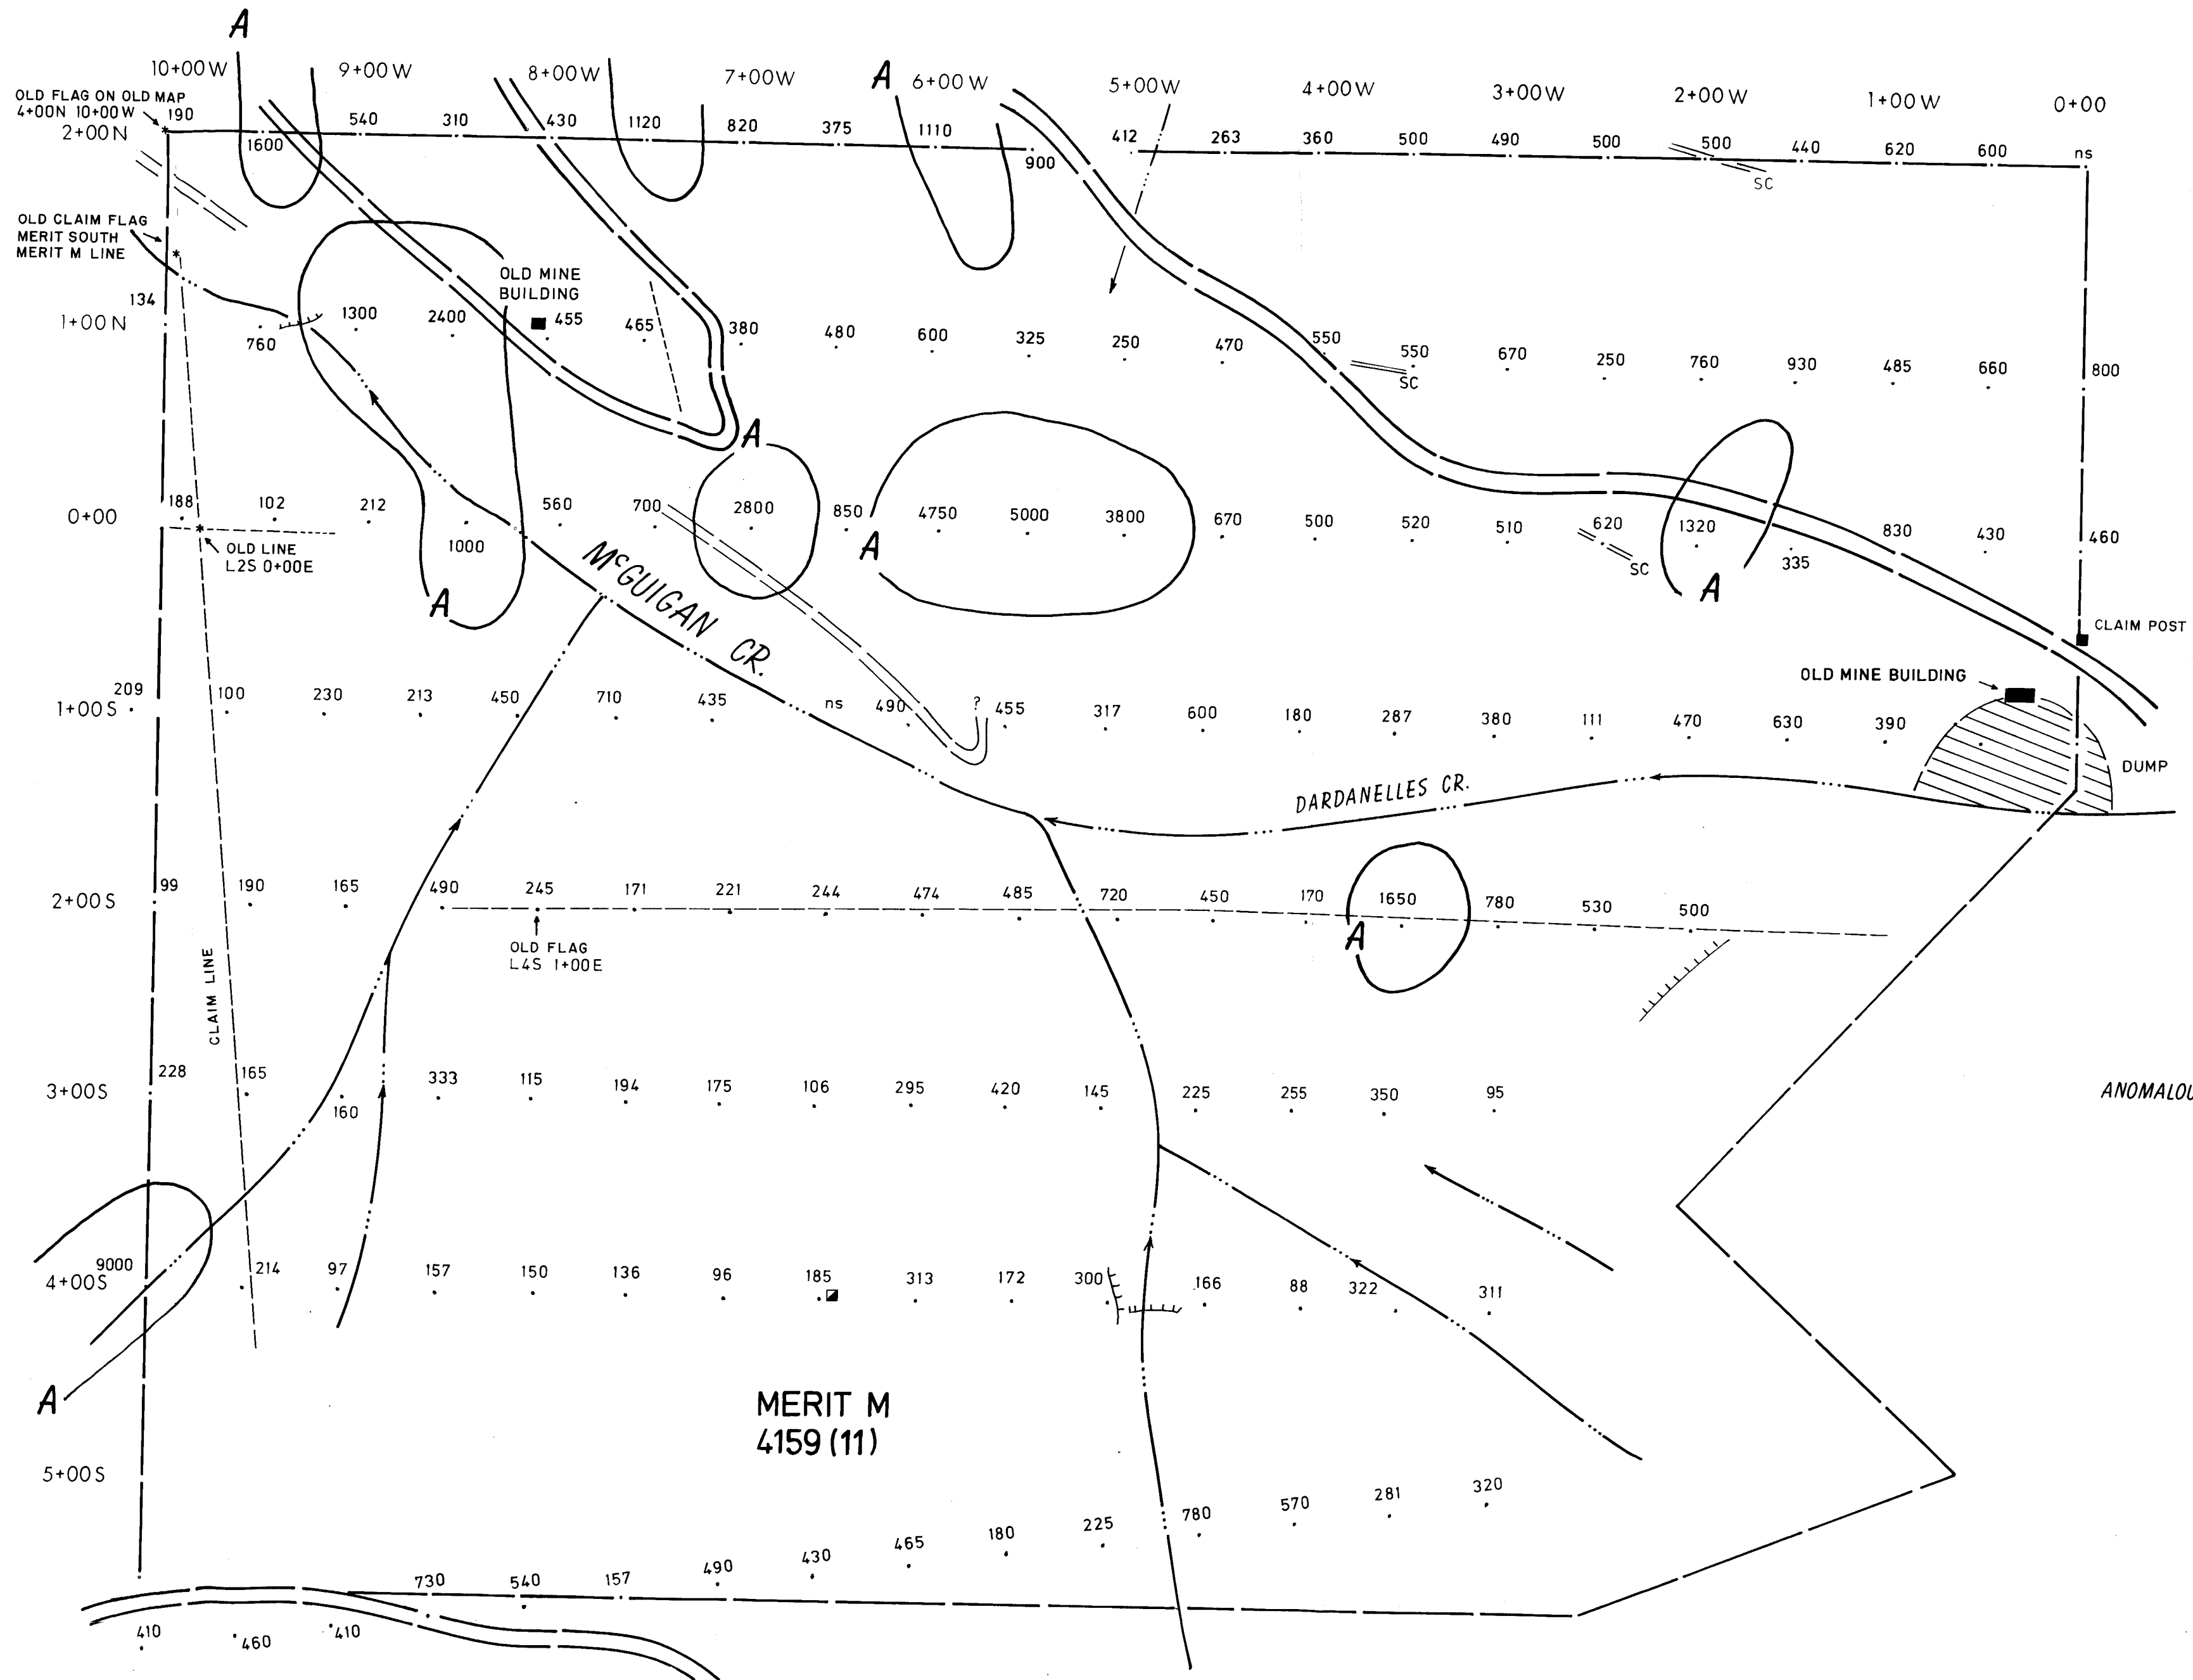 A
10+00W 9+00W 8+00W 7+00W A 6+00W 5+00W 4+00W 3+00W 2+00W 1+00W 0+00
OLD FLAG ON OLD MAP
4+00N 10+00W
2+00N
190 1600 540 310 430 1120 820 375 1110 900 412 263 360 500 490 500 500 440 620 600 ns
SC
OLD CLAIM FLAG
MERIT SOUTH
MERIT M LINE
OLD MINE
BUILDING
134
1+00N
760 1300 2400 455 465 380 480 600 325 250 470 550 550 670 250 760 930 485 660 800
SC
A
0+00
188 102 212 1000 560 700 2800 850 4750 5000 3800 670 500 520 510 620 1320 335 830 430 460
A
SC
OLD LINE
L2S 0+00E
A
A
McGUIGAN CR.
CLAIM POST
OLD MINE BUILDING
209
1+00S
100 230 213 450 710 435 ns 490 ? 455 317 600 180 287 380 111 470 630 390
DUMP
DARDANELLES CR.
2+00S
99 190 165 490 245 171 221 244 474 485 720 450 170 1650 780 530 500
A
OLD FLAG
L4S 1+00E
CLAIM LINE
3+00S
228 165 160 333 115 194 175 106 295 420 145 225 255 350 95
ANOMALOU
9000
4+00S
214 97 157 150 136 96 185 313 172 300 166 88 322 311
A
MERIT M
4159 (11)
5+00S
730 540 157 490 430 465 180 225 780 570 281 320
410 460 410